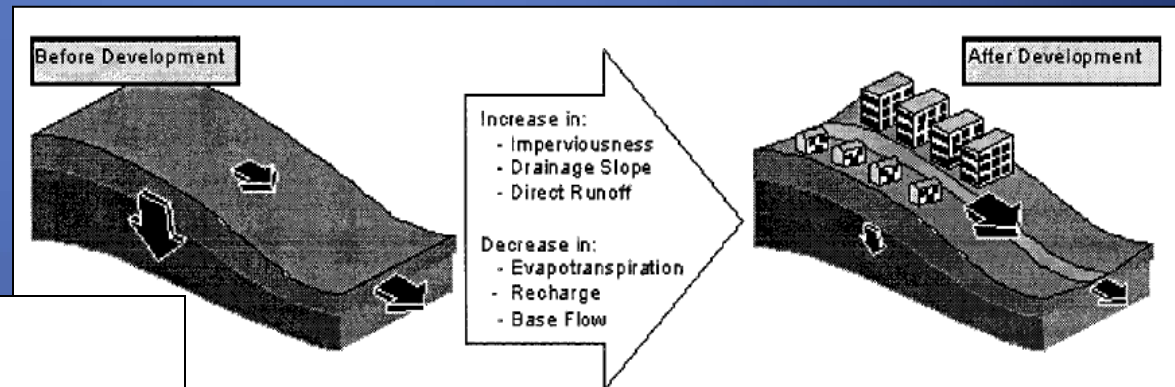 Before Development
Increase in:
- Imperviousness
- Drainage Slope
- Direct Runoff
Decrease in:
- Evapotranspiration
- Recharge
- Base Flow
After Development